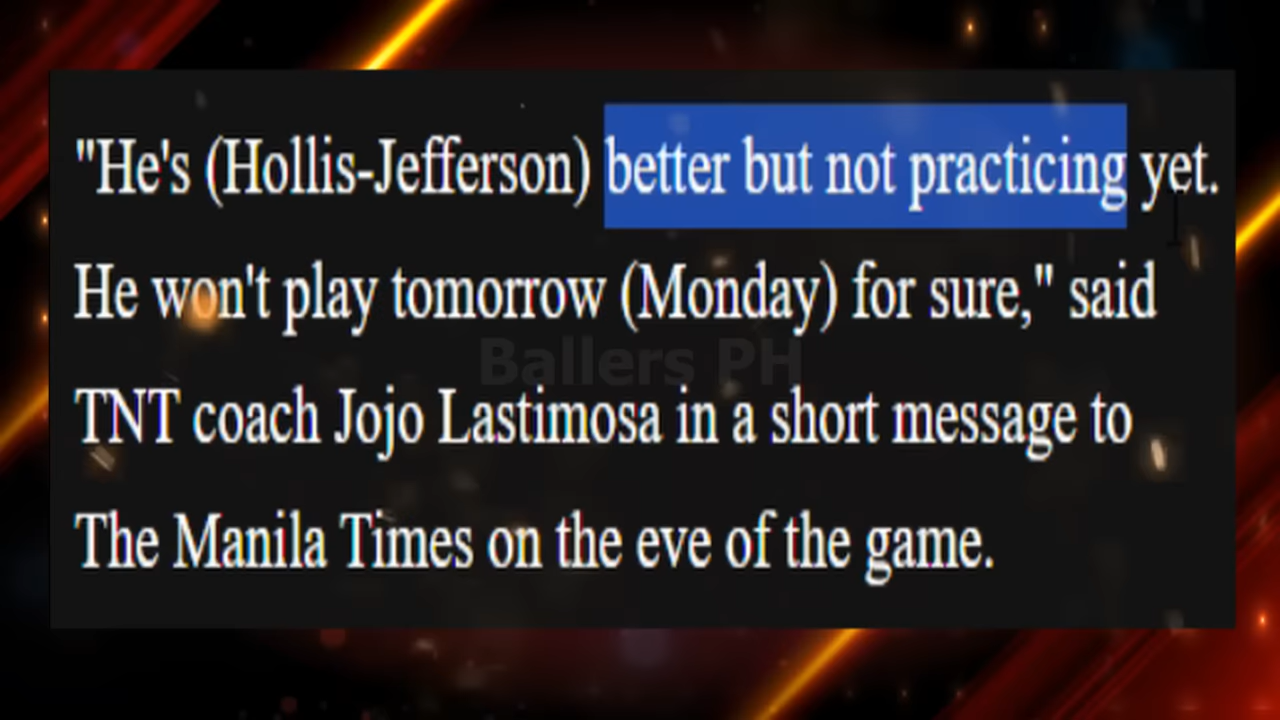 "He's (Hollis-Jefferson) better but not practicing yet.
He won't play tomorrow (Monday) for sure," said
Ballers PH
TNT coach Jojo Lastimosa in a short message to
The Manila Times on the eve of the game.